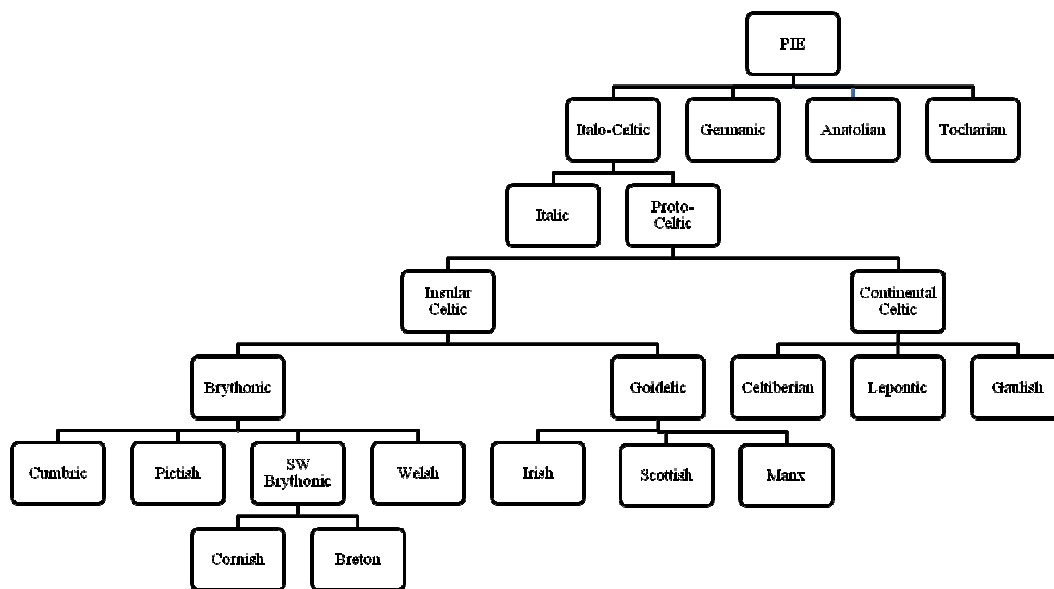 PIE
Italo-Celtic
Germanic
Anatolian
Tocharian
Italic
Proto-
Celtic
Insular
Celtic
Continental
Celtic
Brythonic
Goidelic
Celtiberian
Lepontic
Gaulish
Cumbric
Pictish
SW
Brythonic
Welsh
Irish
Scottish
Manx
Cornish
Breton